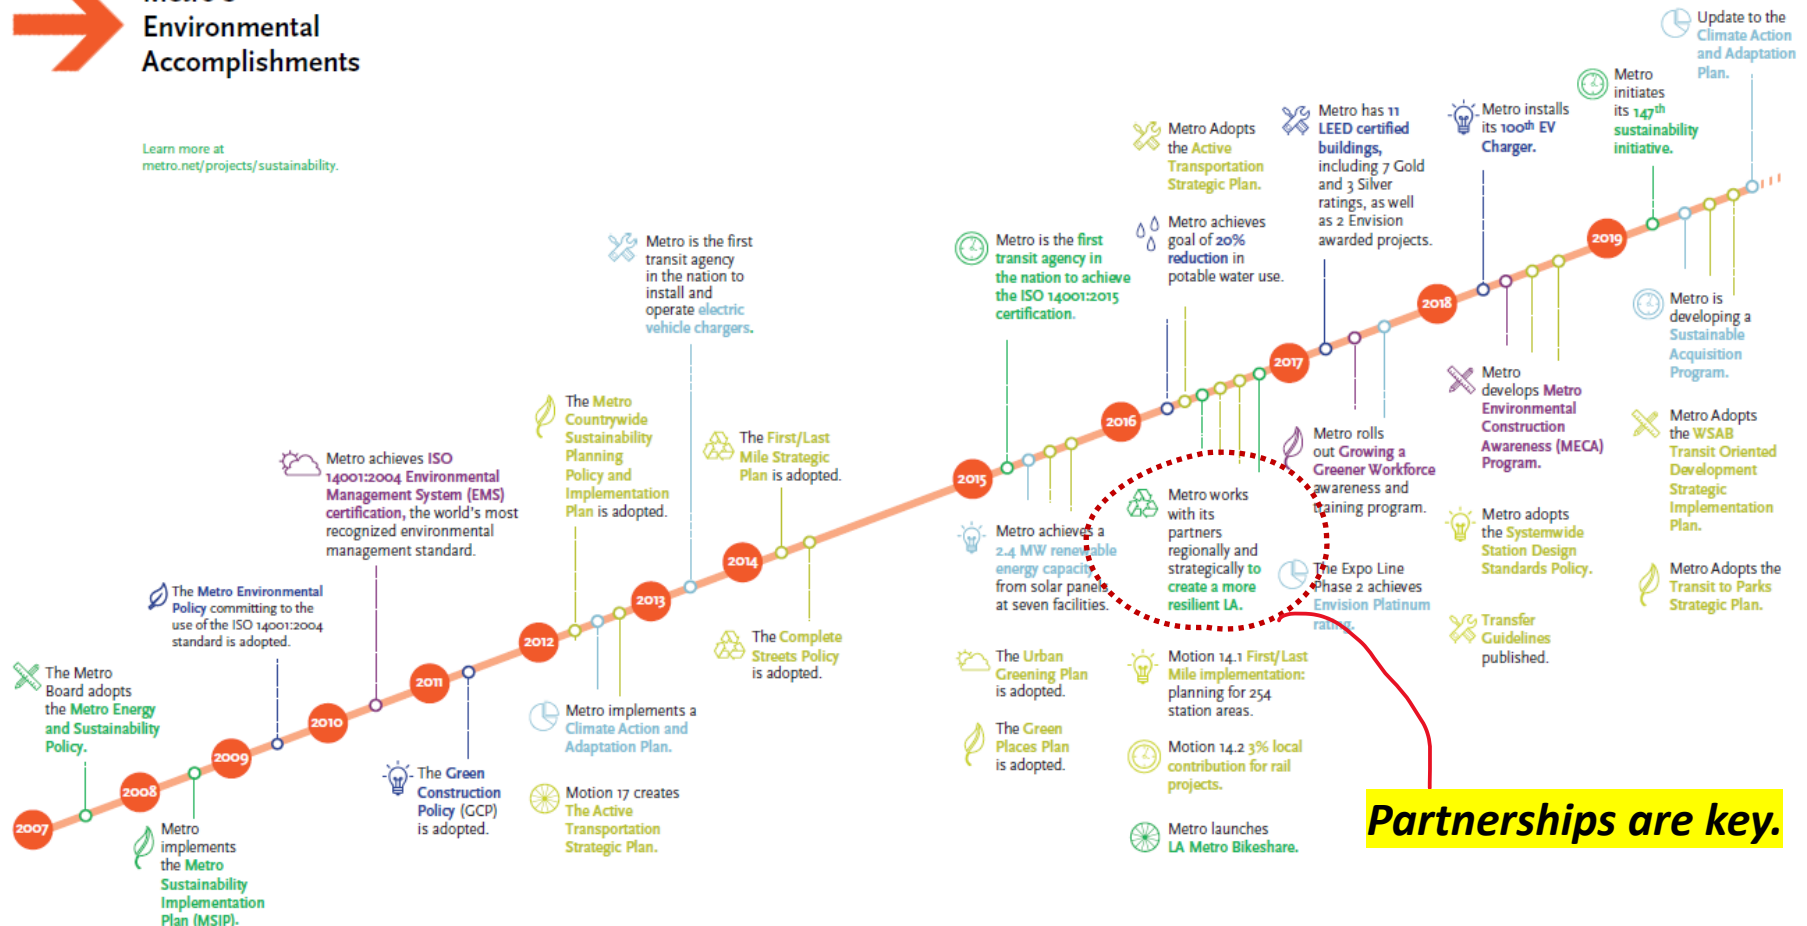 Metro's
Environmental
Accomplishments
Learn more at
metro.net/projects/sustainability.
2007
The Metro
Board adopts
the Metro Energy
and Sustainability
Policy.
2008
Metro
implements
the Metro
Sustainability
Implementation
Plan (MSIP).
2009
The Metro Environmental
Policy committing to the
use of the ISO 14001:2004
standard is adopted.
2010
Metro achieves ISO
14001:2004 Environmental
Management System (EMS)
certification, the world's most
recognized environmental
management standard.
2011
The Green
Construction
Policy (GCP)
is adopted.
2012
The Metro
Countrywide
Sustainability
Planning
Policy and
Implementation
Plan is adopted.
Metro implements a
Climate Action and
Adaptation Plan.
Motion 17 creates
The Active
Transportation
Strategic Plan.
2013
Metro is the first
transit agency
in the nation to
install and
operate electric
vehicle chargers.
2014
The First/Last
Mile Strategic
Plan is adopted.
The Complete
Streets Policy
is adopted.
2015
Metro is the first
transit agency in
the nation to achieve
the ISO 14001:2015
certification.
Metro achieves a
2.4 MW renewable
energy capacity
from solar panels
at seven facilities.
The Urban
Greening Plan
is adopted.
The Green
Places Plan
is adopted.
2016
Metro Adopts
the Active
Transportation
Strategic Plan.
Metro achieves
goal of 20%
reduction in
potable water use.
Metro works
with its
partners
regionally and
strategically to
create a more
resilient LA.
Motion 14.1 First/Last
Mile implementation:
planning for 254
station areas.
Motion 14.2 3% local
contribution for rail
projects.
Metro launches
LA Metro Bikeshare.
2017
Metro has 11
LEED certified
buildings,
including 7 Gold
and 3 Silver
ratings, as well
as 2 Envision
awarded projects.
Metro rolls
out Growing a
Greener Workforce
awareness and
training program.
The Expo Line
Phase 2 achieves
Envision Platinum
rating.
2018
Metro installs
its 100th EV
Charger.
Metro
develops Metro
Environmental
Construction
Awareness (MECA)
Program.
Metro adopts
the Systemwide
Station Design
Standards Policy.
Transfer
Guidelines
published.
2019
Metro
initiates
its 147th
sustainability
initiative.
Update to the
Climate Action
and Adaptation
Plan.
Metro is
developing a
Sustainable
Acquisition
Program.
Metro Adopts
the WSAB
Transit Oriented
Development
Strategic
Implementation
Plan.
Metro Adopts the
Transit to Parks
Strategic Plan.
Partnerships are key.